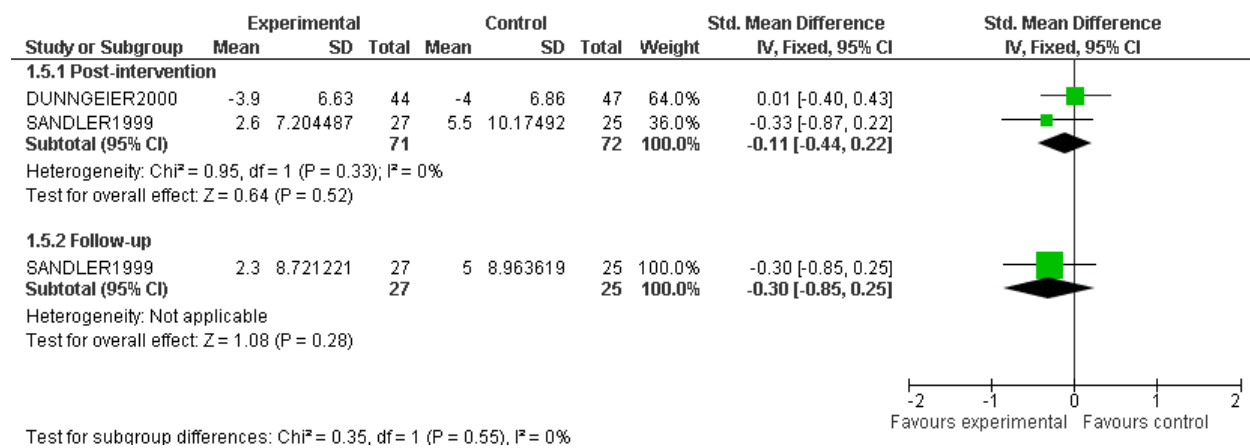 Experimental Control Std. Mean Difference Std. Mean Difference
Study or Subgroup Mean SD Total Mean SD Total Weight IV, Fixed, 95% CI IV, Fixed, 95% CI
1.5.1 Post-intervention
DUNNGEIER2000 -3.9 6.63 44 -4 6.86 47 64.0% 0.01 [-0.40, 0.43]
SANDLER1999 2.6 7.204487 27 5.5 10.17492 25 36.0% -0.33 [-0.87, 0.22]
Subtotal (95% CI) 71 72 100.0% -0.11 [-0.44, 0.22]
Heterogeneity: Chi² = 0.95, df = 1 (P = 0.33); I² = 0%
Test for overall effect: Z = 0.64 (P = 0.52)
1.5.2 Follow-up
SANDLER1999 2.3 8.721221 27 5 8.963619 25 100.0% -0.30 [-0.85, 0.25]
Subtotal (95% CI) 27 25 100.0% -0.30 [-0.85, 0.25]
Heterogeneity: Not applicable
Test for overall effect: Z = 1.08 (P = 0.28)
-2 -1 0 1 2
Favours experimental Favours control
Test for subgroup differences: Chi² = 0.35, df = 1 (P = 0.55), I² = 0%